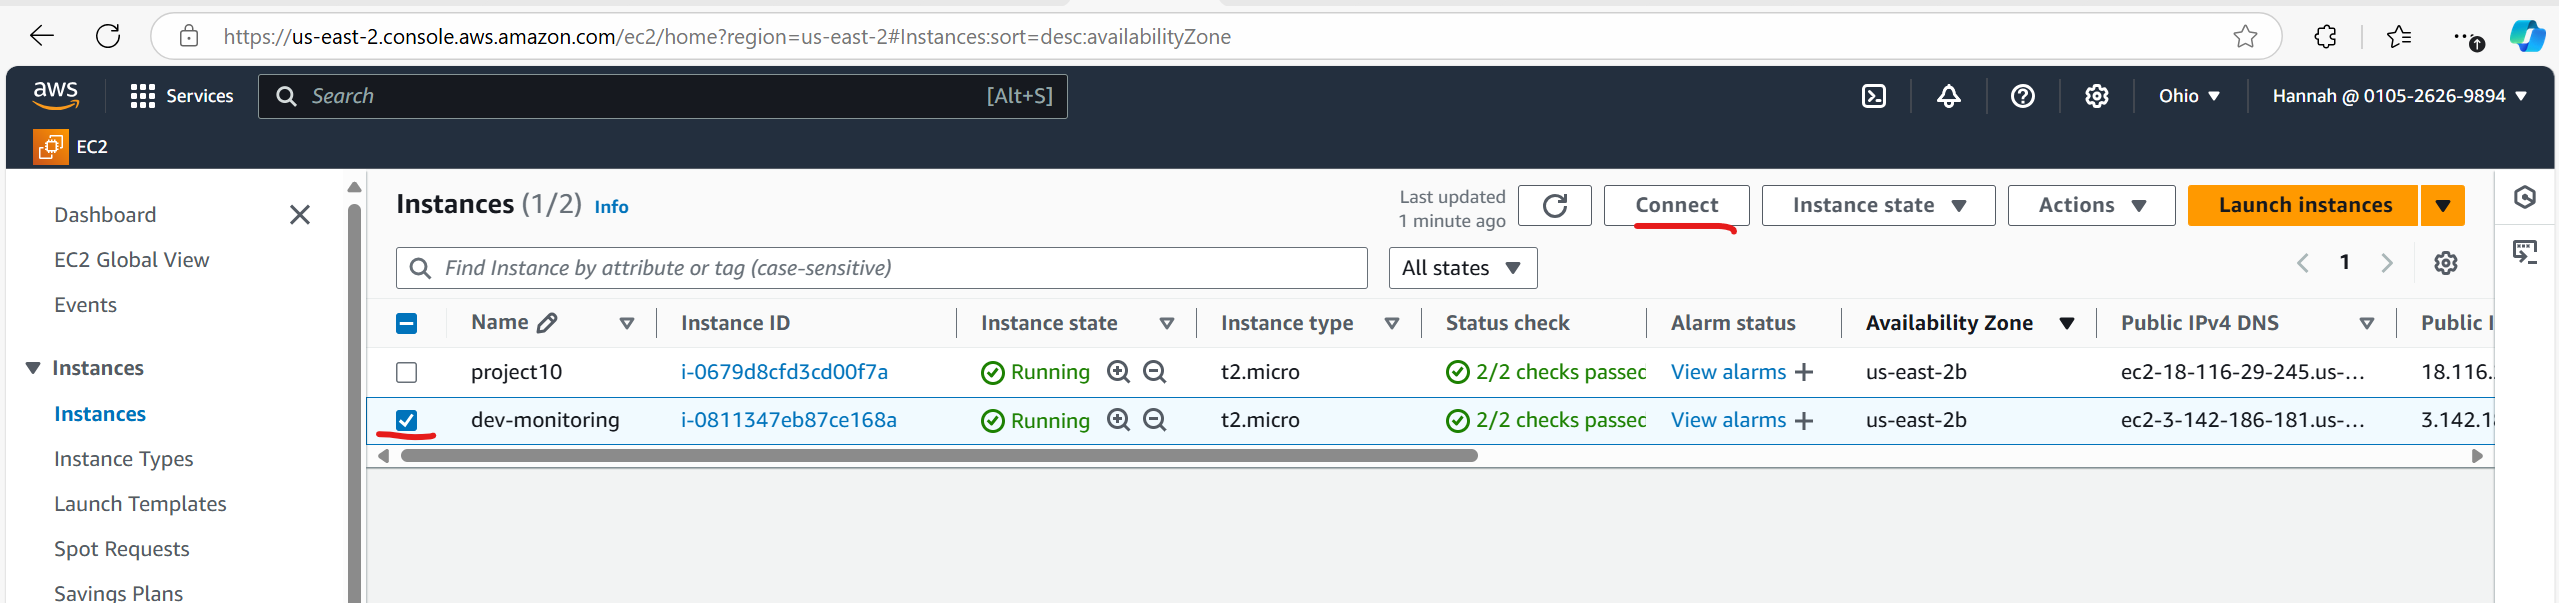 https://us-east-2.console.aws.amazon.com/ec2/home?region=us-east-2#Instances:sort=desc:availabilityZone
aws
Services
Search
[Alt+S]
Ohio
Hannah @ 0105-2626-9894
EC2
Dashboard
EC2 Global View
Events
Instances
Instances
Instance Types
Launch Templates
Spot Requests
Savings Plans
Instances (1/2) Info
Last updated
1 minute ago
Connect
Instance state
Actions
Launch instances
Find Instance by attribute or tag (case-sensitive)
All states
1
Name Instance ID Instance state Instance type Status check Alarm status Availability Zone Public IPv4 DNS Public I
project10 i-0679d8cfd3cd00f7a Running t2.micro 2/2 checks passed View alarms us-east-2b ec2-18-116-29-245.us-... 18.116.
dev-monitoring i-0811347eb87ce168a Running t2.micro 2/2 checks passed View alarms us-east-2b ec2-3-142-186-181.us-... 3.142.1